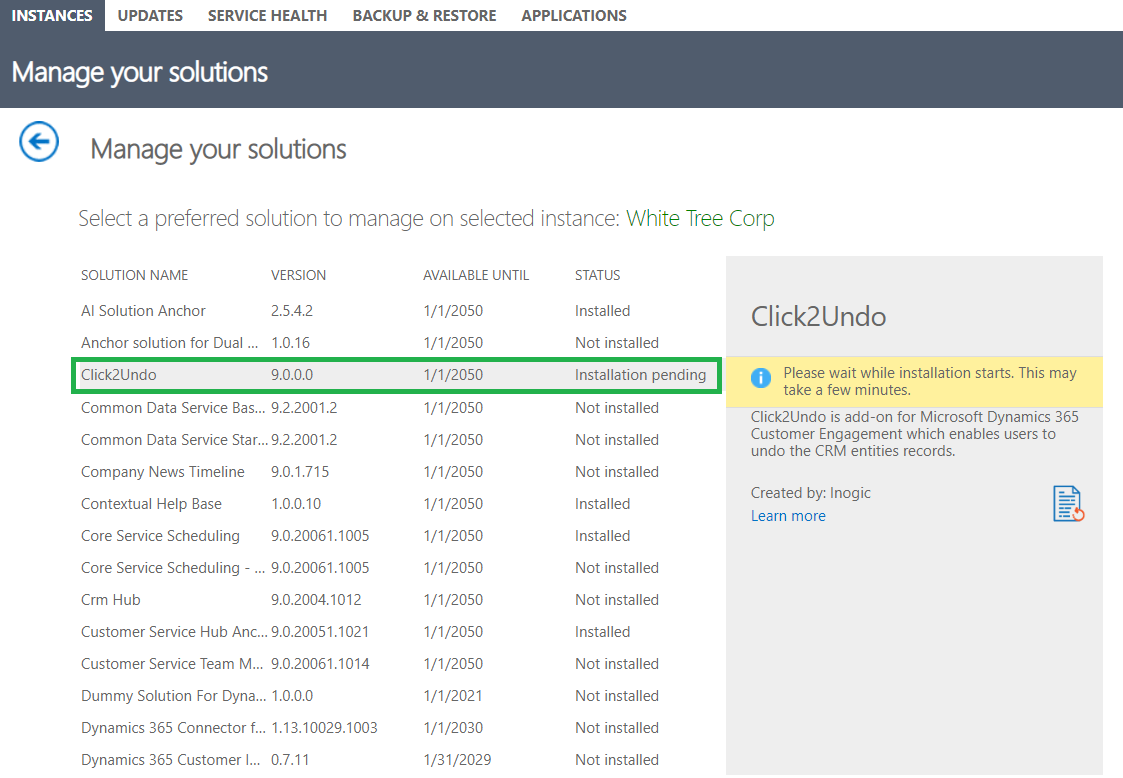 INSTANCES UPDATES SERVICE HEALTH BACKUP & RESTORE APPLICATIONS
Manage your solutions
Manage your solutions
Select a preferred solution to manage on selected instance: White Tree Corp
SOLUTION NAME VERSION AVAILABLE UNTIL STATUS
AI Solution Anchor 2.5.4.2 1/1/2050 Installed
Anchor solution for Dual ... 1.0.16 1/1/2050 Not installed
Click2Undo 9.0.0.0 1/1/2050 Installation pending
Common Data Service Bas... 9.2.2001.2 1/1/2050 Not installed
Common Data Service Star... 9.2.2001.2 1/1/2050 Not installed
Company News Timeline 9.0.1.715 1/1/2050 Not installed
Contextual Help Base 1.0.0.10 1/1/2050 Installed
Core Service Scheduling 9.0.20061.1005 1/1/2050 Installed
Core Service Scheduling - ... 9.0.20061.1005 1/1/2050 Not installed
Crm Hub 9.0.2004.1012 1/1/2050 Not installed
Customer Service Hub Anc... 9.0.20051.1021 1/1/2050 Installed
Customer Service Team M... 9.0.20061.1014 1/1/2050 Not installed
Dummy Solution For Dyna... 1.0.0.0 1/1/2021 Not installed
Dynamics 365 Connector f... 1.13.10029.1003 1/1/2030 Not installed
Dynamics 365 Customer I... 0.7.11 1/31/2029 Not installed
Click2Undo
Please wait while installation starts. This may
take a few minutes.
Click2Undo is add-on for Microsoft Dynamics 365
Customer Engagement which enables users to
undo the CRM entities records.
Created by: Inogic
Learn more